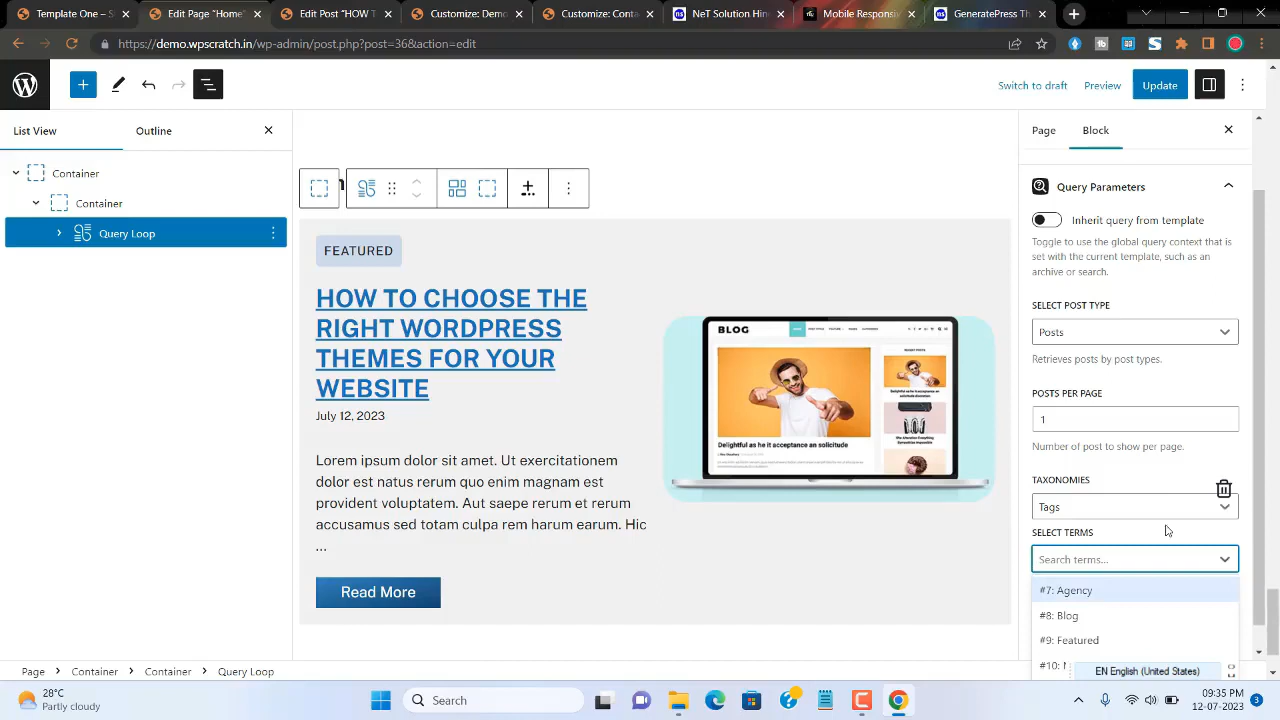 Template One – S
Edit Page "Home"
Edit Post "HOW T
Customize: Demo
Customize: Conta
NeT Solution Hin
Mobile Responsiv
GeneratePress Th
https://demo.wpscratch.in/wp-admin/post.php?post=36&action=edit
Switch to draft
Preview
Update
List View
Outline
Page
Block
Container
Container
Query Loop
FEATURED
HOW TO CHOOSE THE
RIGHT WORDPRESS
THEMES FOR YOUR
WEBSITE
July 12, 2023
Lorem ipsum dolor sit amet. Ut exercitationem
dolor est natus rerum quo enim magnam est
provident voluptatem. Aut saepe rerum et rerum
accusamus sed totam culpa rem harum earum. Hic
...
Read More
BLOG
Delightful as he it acceptance an solicitude
Query Parameters
Inherit query from template
Toggle to use the global query context that is
set with the current template, such as an
archive or search.
SELECT POST TYPE
Posts
Retrieves posts by post types.
POSTS PER PAGE
1
Number of post to show per page.
TAXONOMIES
Tags
SELECT TERMS
Search terms...
#7: Agency
#8: Blog
#9: Featured
#10:
EN English (United States)
Page
Container
Container
Query Loop
28°C
Partly cloudy
Search
09:35 PM
12-07-2023
3